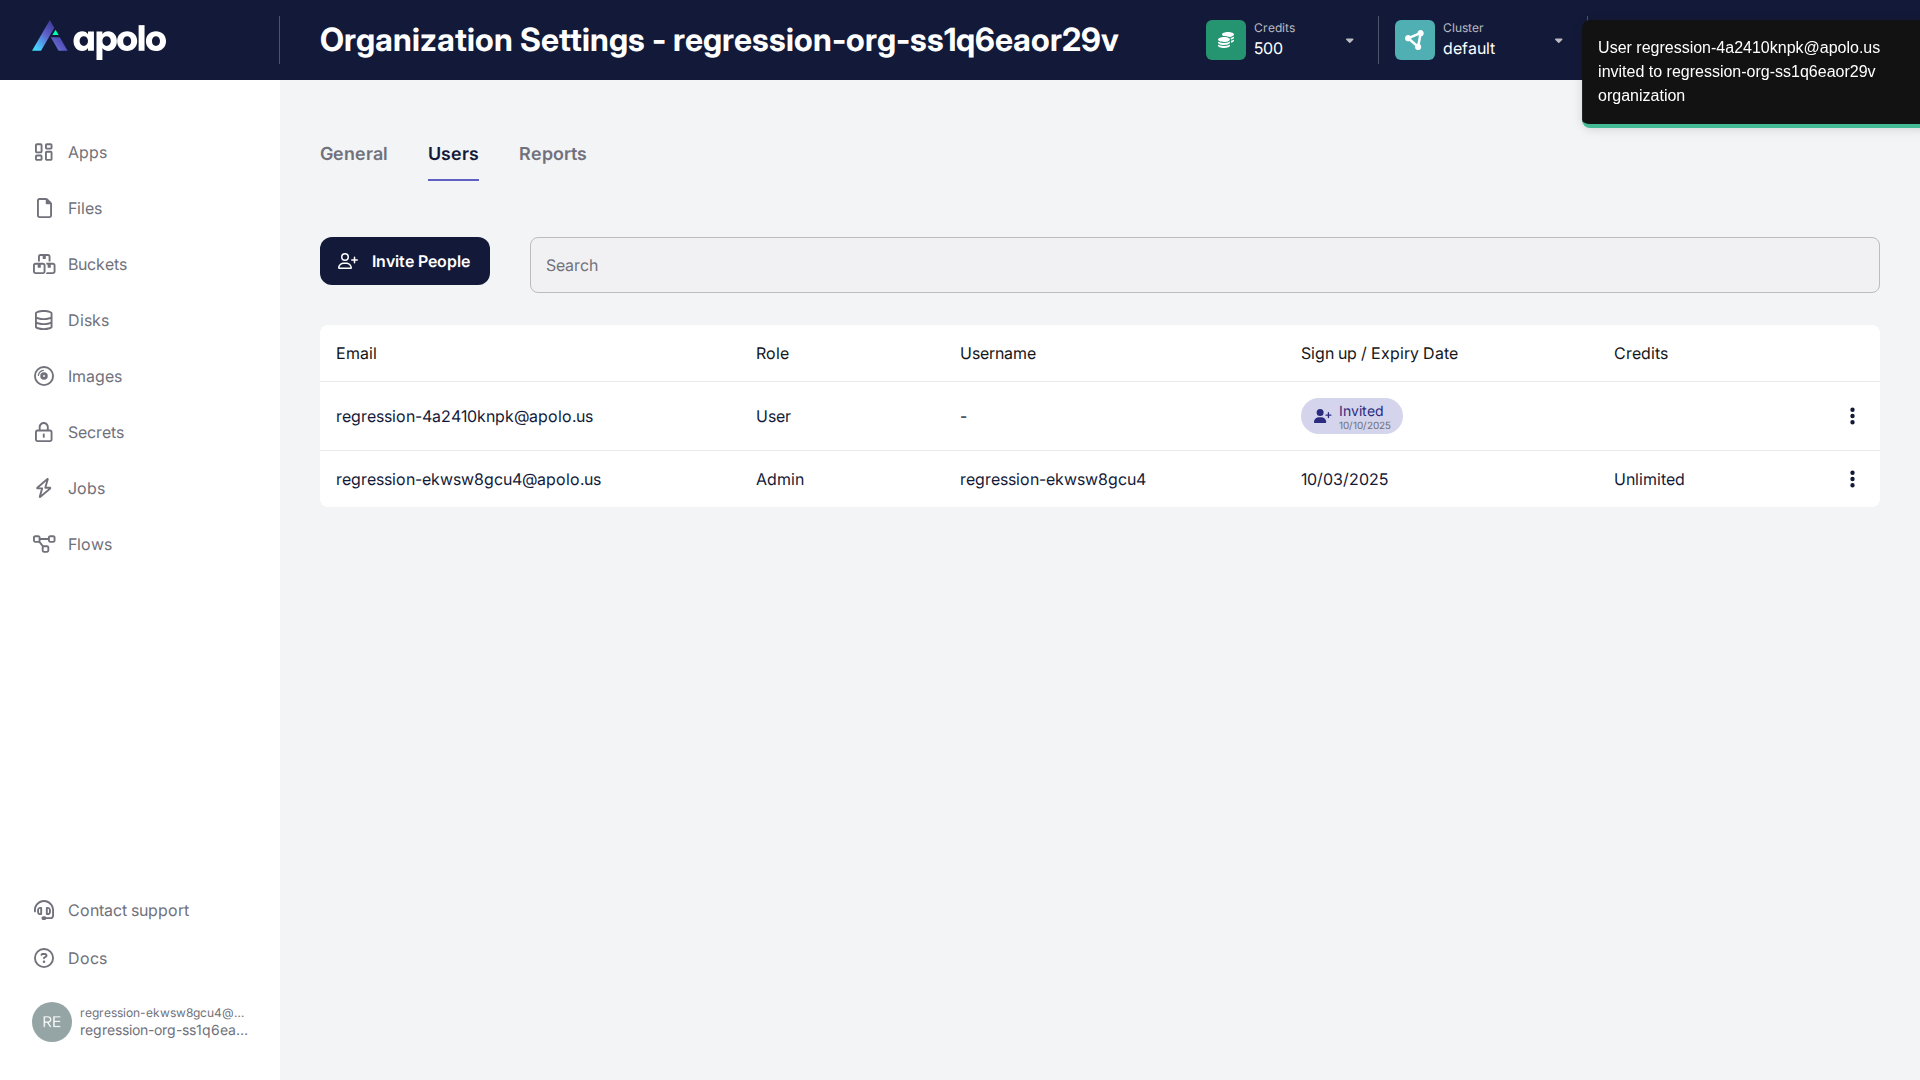 apolo
Organization Settings - regression-org-ss1q6eaor29v
Credits
500
Cluster
default
User regression-4a2410knpk@apolo.us
invited to regression-org-ss1q6eaor29v
organization
Apps
Files
Buckets
Disks
Images
Secrets
Jobs
Flows
Contact support
Docs
RE
regression-ekwsw8gcu4@...
regression-org-ss1q6ea...
General
Users
Reports
Invite People
Search
Email
Role
Username
Sign up / Expiry Date
Credits
regression-4a2410knpk@apolo.us
User
-
Invited
10/10/2025
regression-ekwsw8gcu4@apolo.us
Admin
regression-ekwsw8gcu4
10/03/2025
Unlimited